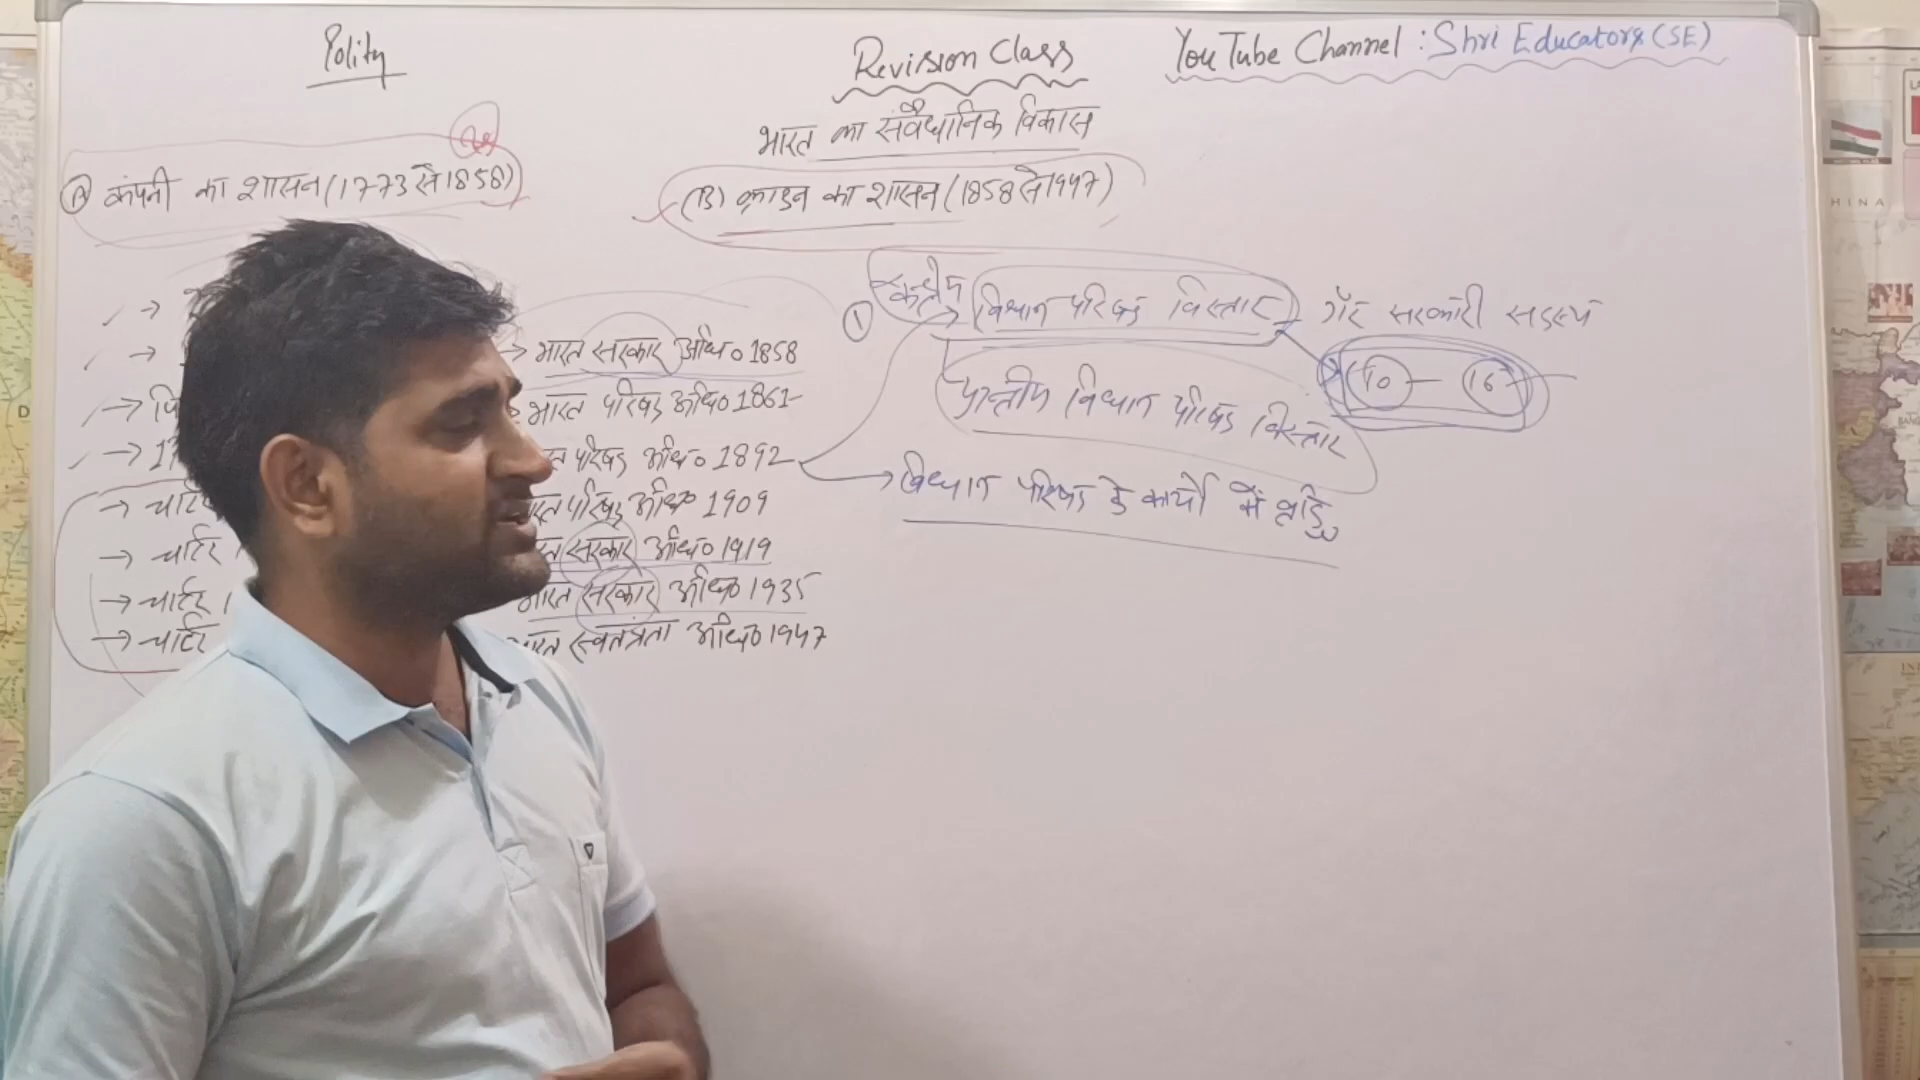 Polity
Revision Class
YouTube Channel : Shri Educators (SE)
भारत का संवैधानिक विकास
(A) कंपनी का शासन (1773 से 1858)
(B) क्राउन का शासन (1858 से 1947)
→ भारत सरकार अधि० 1858
भारत परिषद अधि० 1861
परिषद अधि० 1892
परिषद अधि० 1909
सरकार अधि० 1919
भारत सरकार अधि० 1935
भारत स्वतंत्रता अधि० 1947
→
→
→
→ 17
→ चार्टर
→ चार्टर
→ चार्टर
→ चार्टर
① केन्द्रीय विधान परिषद विस्तार गैर सरकारी सदस्य
10 — 16
प्रान्तीय विधान परिषद विस्तार
→ विधान परिषद के कार्यों में वृद्धि